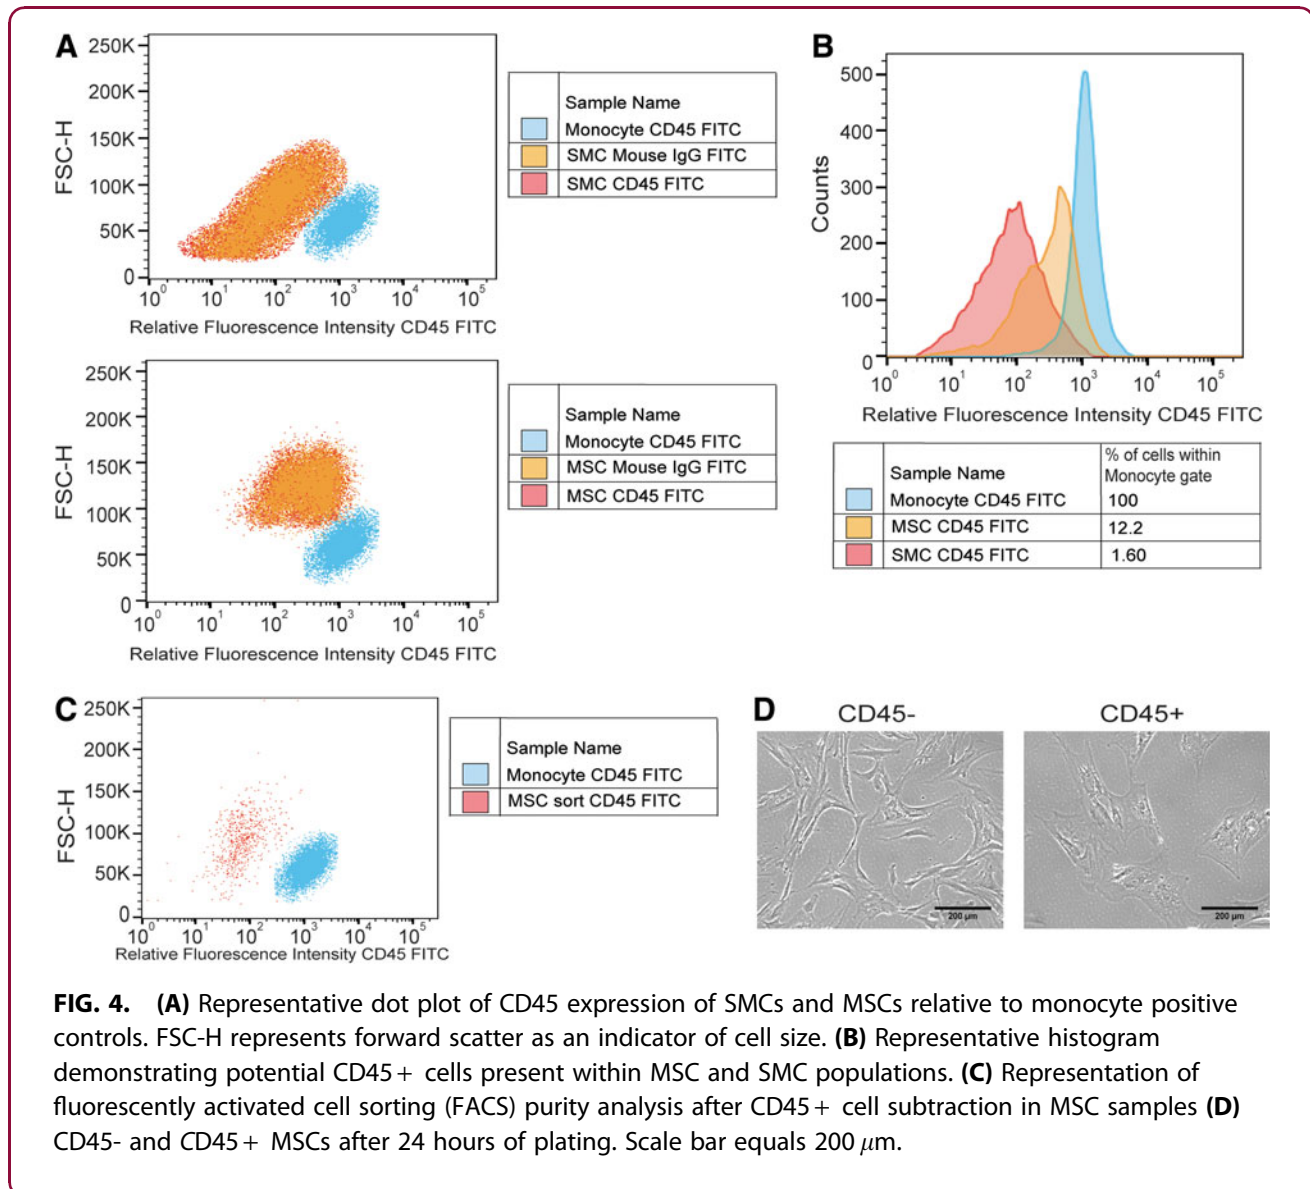 A
250K
200K
150K
100K
50K
0
FSC-H
10^0 10^1 10^2 10^3 10^4 10^5
Relative Fluorescence Intensity CD45 FITC
Sample Name
Monocyte CD45 FITC
SMC Mouse IgG FITC
SMC CD45 FITC
250K
200K
150K
100K
50K
0
FSC-H
10^0 10^1 10^2 10^3 10^4 10^5
Relative Fluorescence Intensity CD45 FITC
Sample Name
Monocyte CD45 FITC
MSC Mouse IgG FITC
MSC CD45 FITC
B
500
400
300
200
100
0
Counts
10^0 10^1 10^2 10^3 10^4 10^5
Relative Fluorescence Intensity CD45 FITC
Sample Name % of cells within Monocyte gate
Monocyte CD45 FITC 100
MSC CD45 FITC 12.2
SMC CD45 FITC 1.60
C
250K
200K
150K
100K
50K
0
FSC-H
10^0 10^1 10^2 10^3 10^4 10^5
Relative Fluorescence Intensity CD45 FITC
Sample Name
Monocyte CD45 FITC
MSC sort CD45 FITC
D
CD45- CD45+
200 µm 200 µm
FIG. 4. (A) Representative dot plot of CD45 expression of SMCs and MSCs relative to monocyte positive
controls. FSC-H represents forward scatter as an indicator of cell size. (B) Representative histogram
demonstrating potential CD45+ cells present within MSC and SMC populations. (C) Representation of
fluorescently activated cell sorting (FACS) purity analysis after CD45+ cell subtraction in MSC samples (D)
CD45- and CD45+ MSCs after 24 hours of plating. Scale bar equals 200 µm.